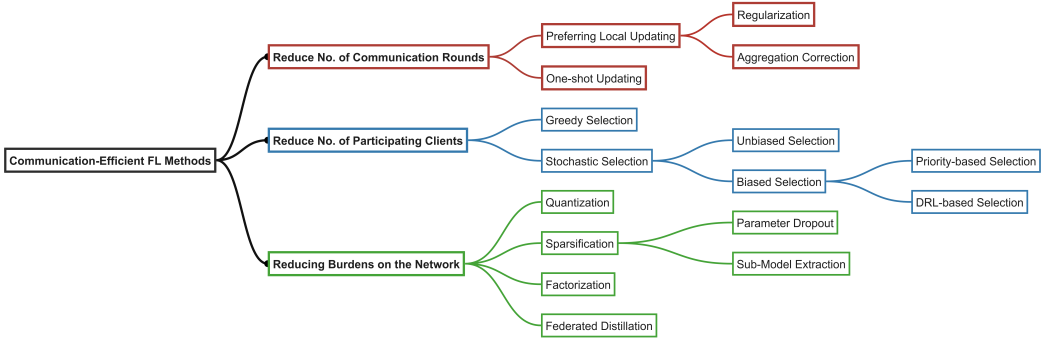 Communication-Efficient FL Methods
Reduce No. of Communication Rounds
Preferring Local Updating
Regularization
Aggregation Correction
One-shot Updating
Reduce No. of Participating Clients
Greedy Selection
Stochastic Selection
Unbiased Selection
Biased Selection
Priority-based Selection
DRL-based Selection
Reducing Burdens on the Network
Quantization
Sparsification
Parameter Dropout
Sub-Model Extraction
Factorization
Federated Distillation